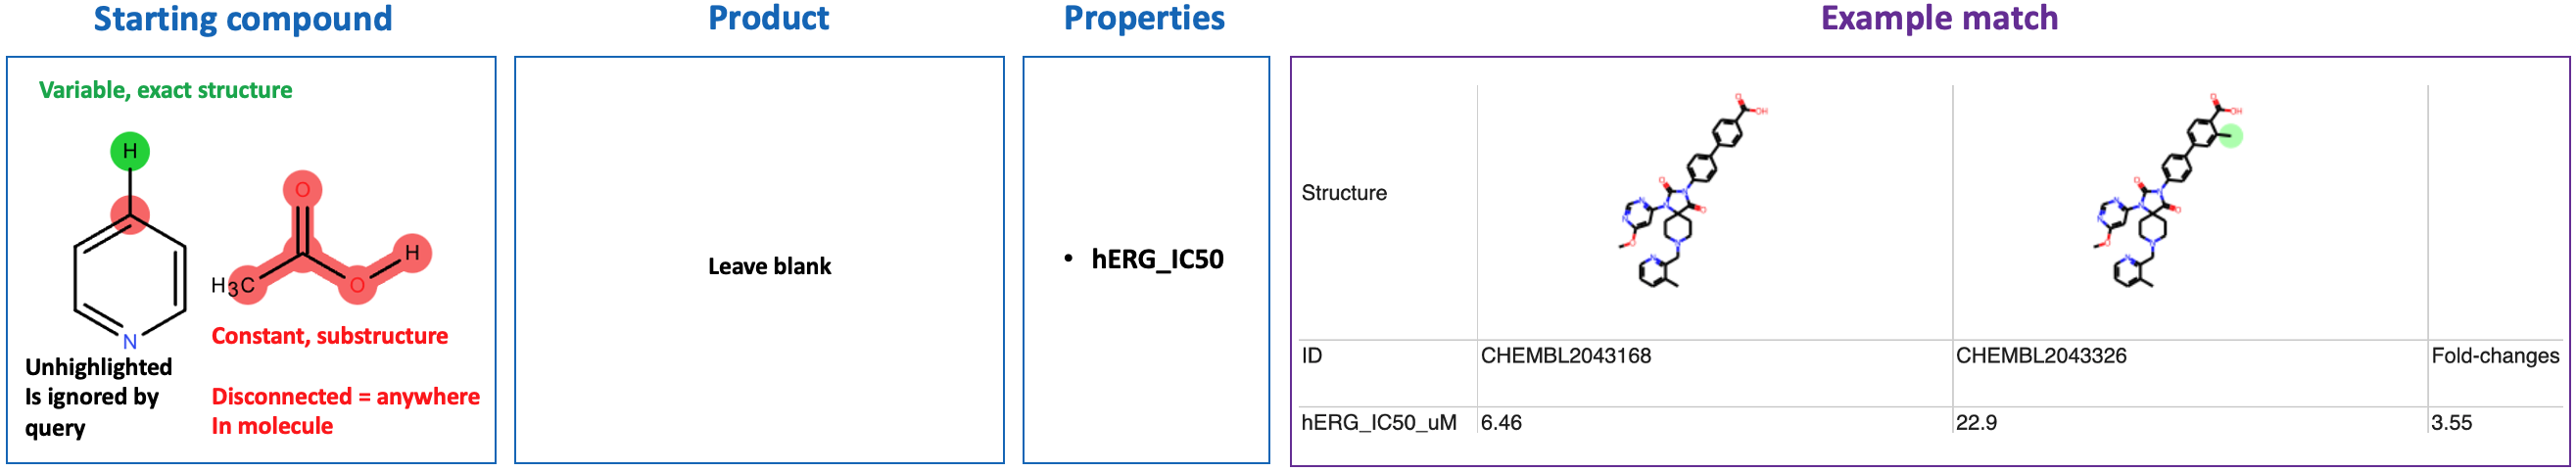 Starting compound
Product
Properties
Example match
Variable, exact structure
H
O
H
H3C
O
N
Constant, substructure
Unhighlighted
Is ignored by
query
Disconnected = anywhere
In molecule
Leave blank
• hERG_IC50
Structure
ID CHEMBL2043168 CHEMBL2043326 Fold-changes
hERG_IC50_uM 6.46 22.9 3.55